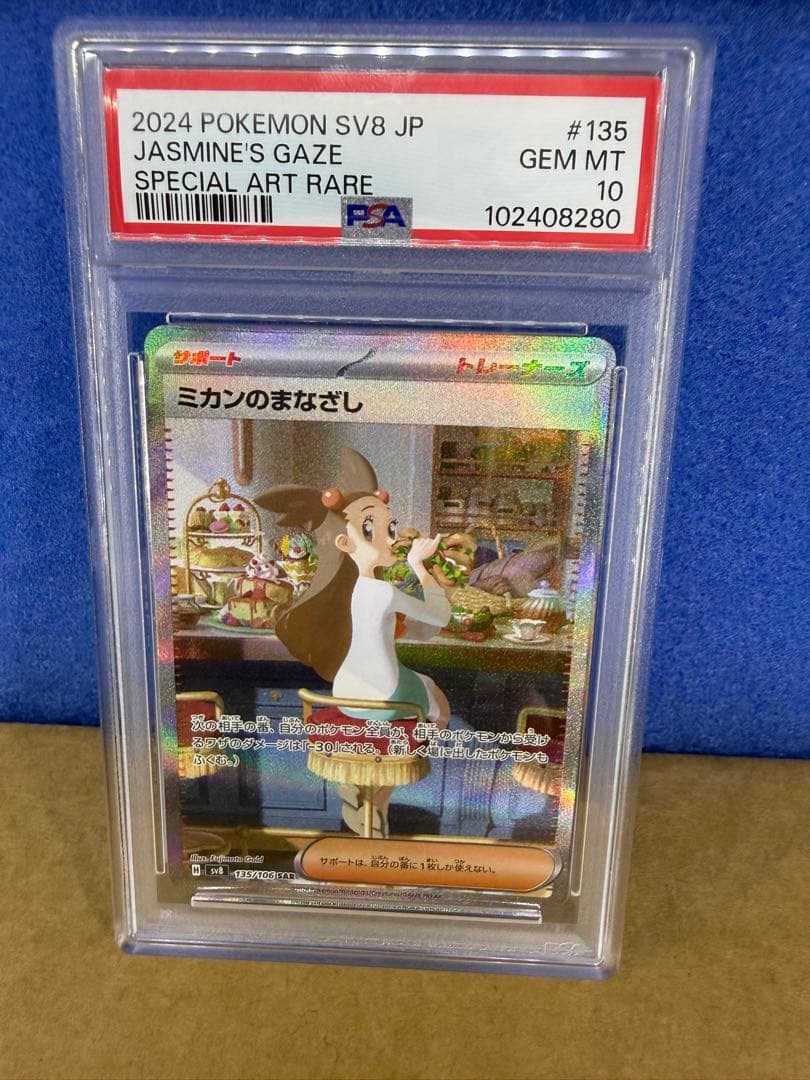 2024 POKEMON SV8 JP #135
JASMINE'S GAZE GEM MT
SPECIAL ART RARE 10
PSA 102408280
サポート トレーナーズ
ミカンのまなざし
次の相手の番、自分のポケモン全員が、相手のポケモンから受け
るワザのダメージは「-30」される。（新しく場に出したポケモンも
ふくむ。）
Illus. Fujimoto Gold
サポートは、自分の番に1枚しか使えない。
H sv8 135/106 SAR
PSA